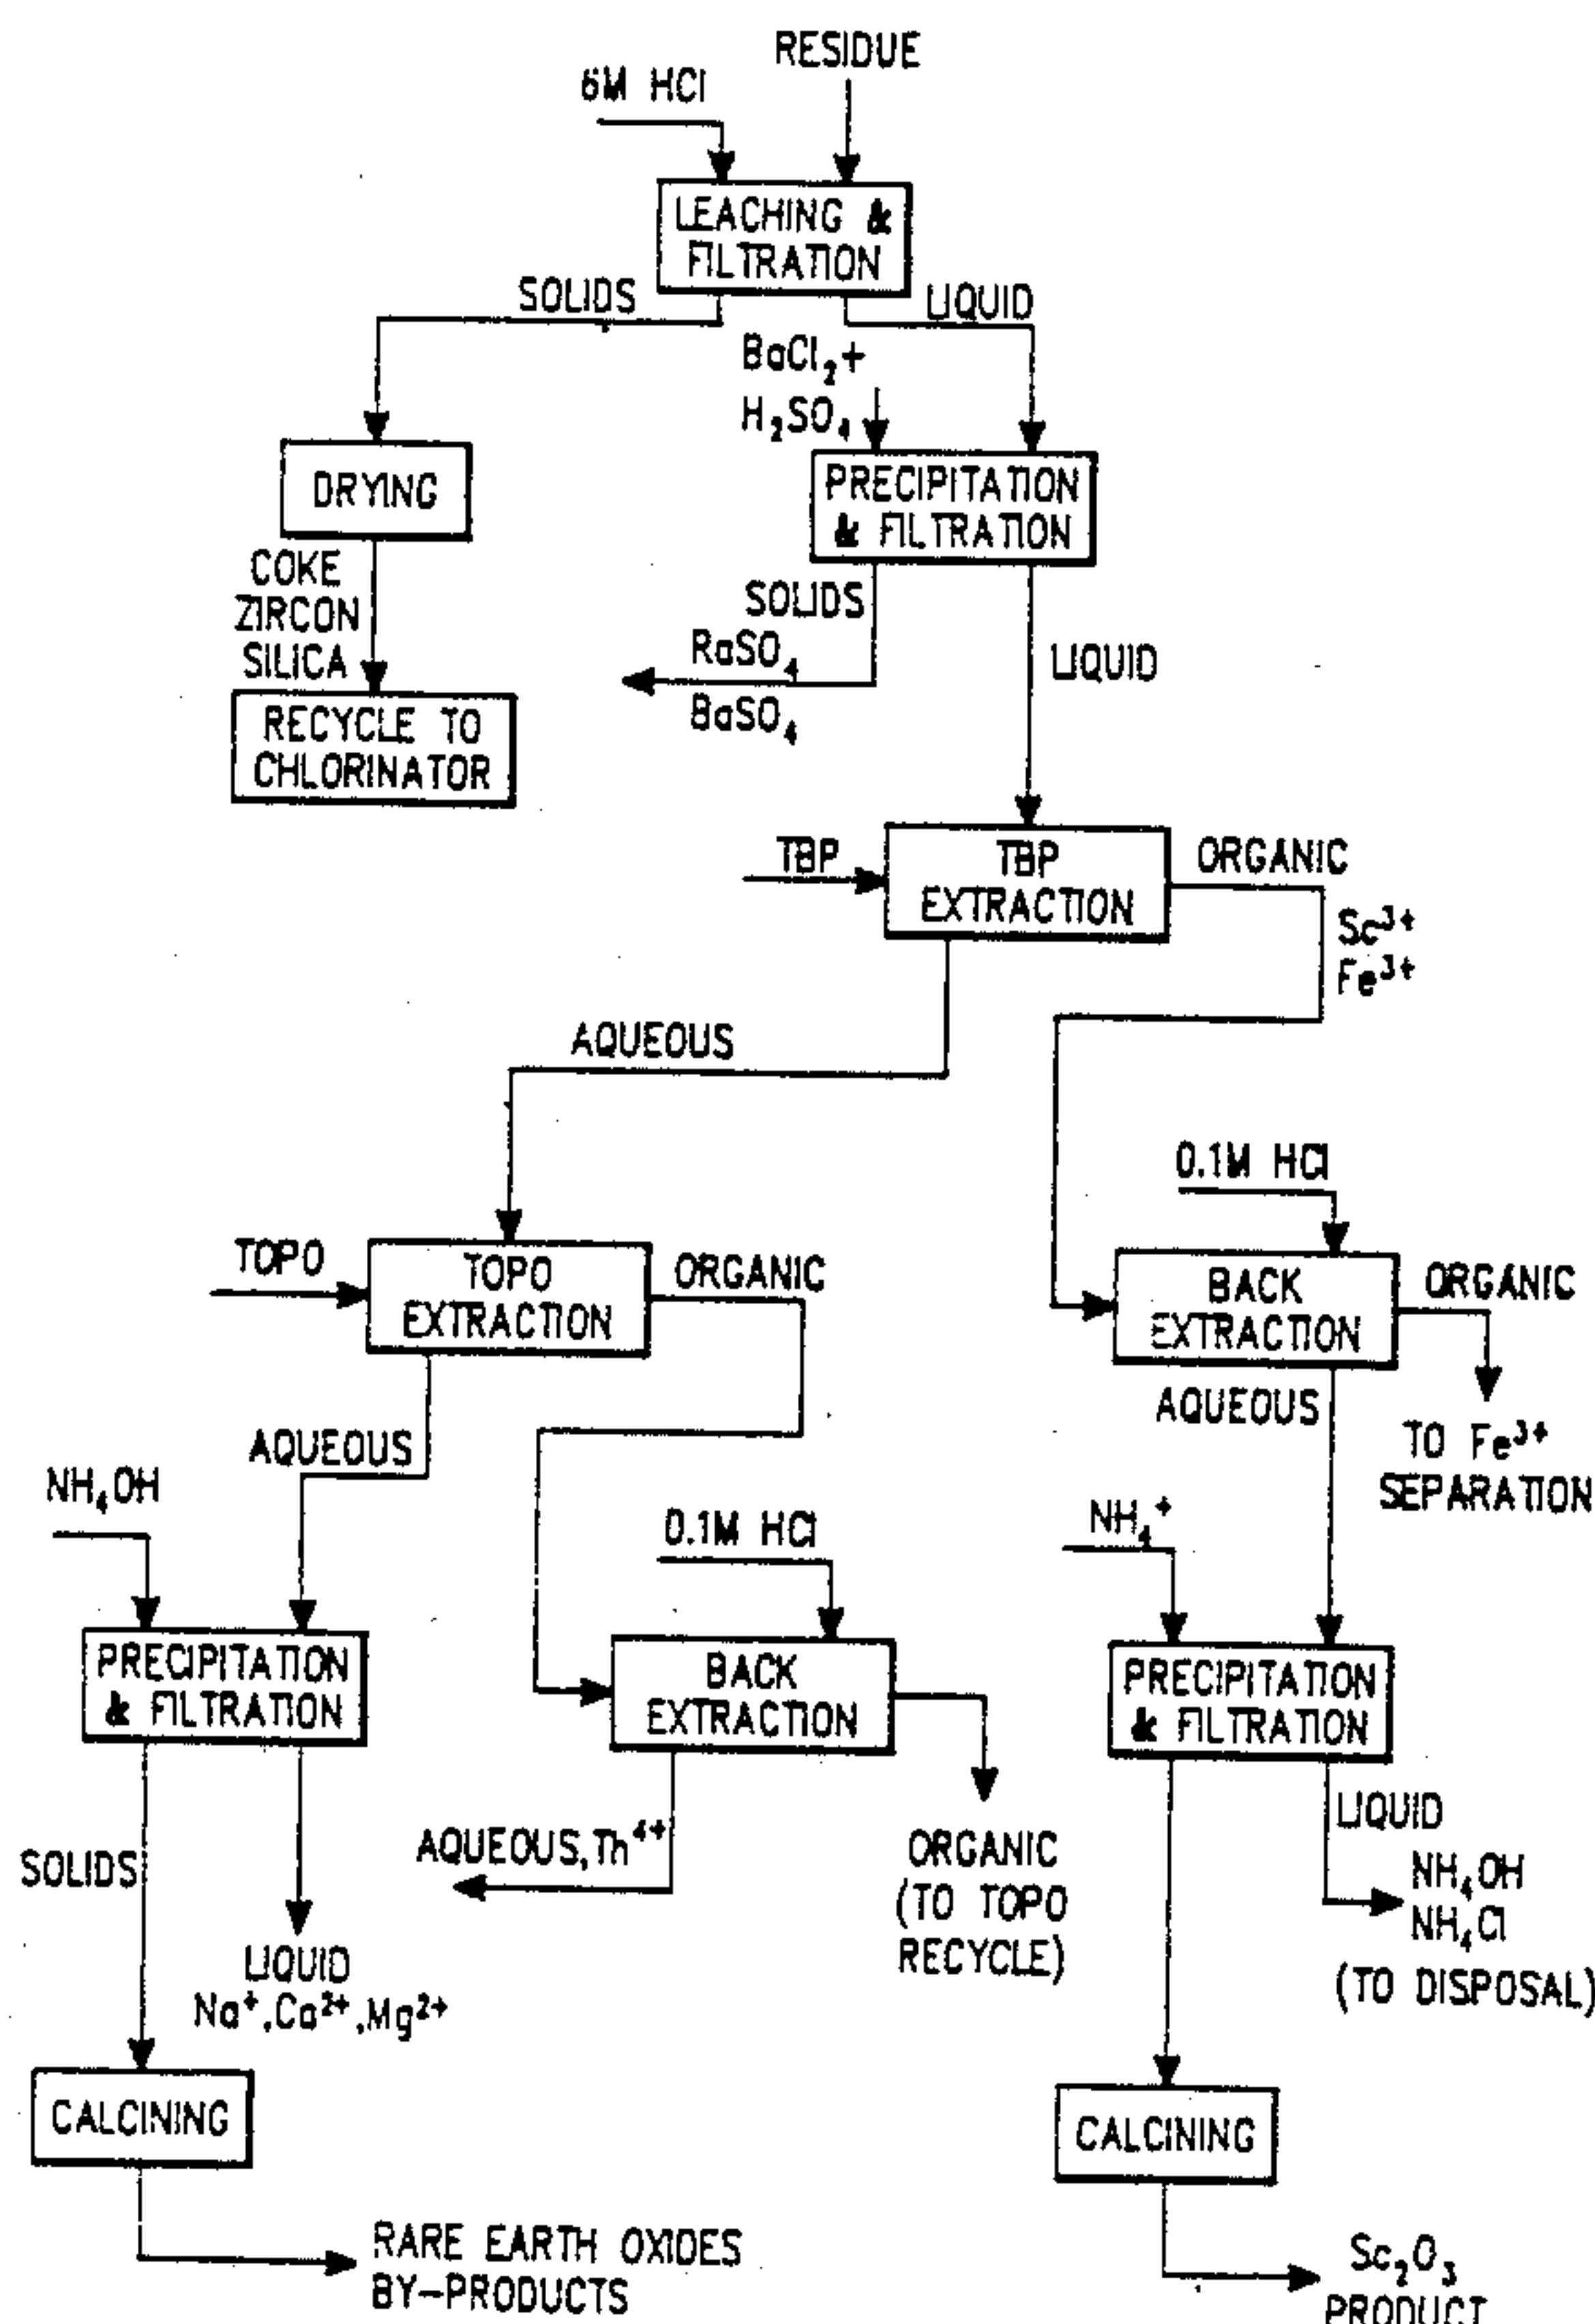 RESIDUE
6M HCl
LEACHING &
FILTRATION
SOLIDS
LIQUID
BaCl₂+
H₂SO₄
DRYING
PRECIPITATION
& FILTRATION
COKE
ZIRCON
SILICA
SOLIDS
RaSO₄
BaSO₄
LIQUID
RECYCLE TO
CHLORINATOR
TBP
TBP
EXTRACTION
ORGANIC
Sc³⁺
Fe³⁺
AQUEOUS
0.1M HCl
TOPO
TOPO
EXTRACTION
ORGANIC
BACK
EXTRACTION
ORGANIC
AQUEOUS
TO Fe³⁺
SEPARATION
AQUEOUS
NH₄OH
0.1M HCl
NH₄⁺
PRECIPITATION
& FILTRATION
BACK
EXTRACTION
PRECIPITATION
& FILTRATION
SOLIDS
AQUEOUS,Th⁴⁺
ORGANIC
(TO TOPO
RECYCLE)
LIQUID
NH₄OH
NH₄Cl
(TO DISPOSAL)
LIQUID
Na⁺,Ca²⁺,Mg²⁺
CALCINING
CALCINING
RARE EARTH OXIDES
BY-PRODUCTS
Sc₂O₃
PRODUCT